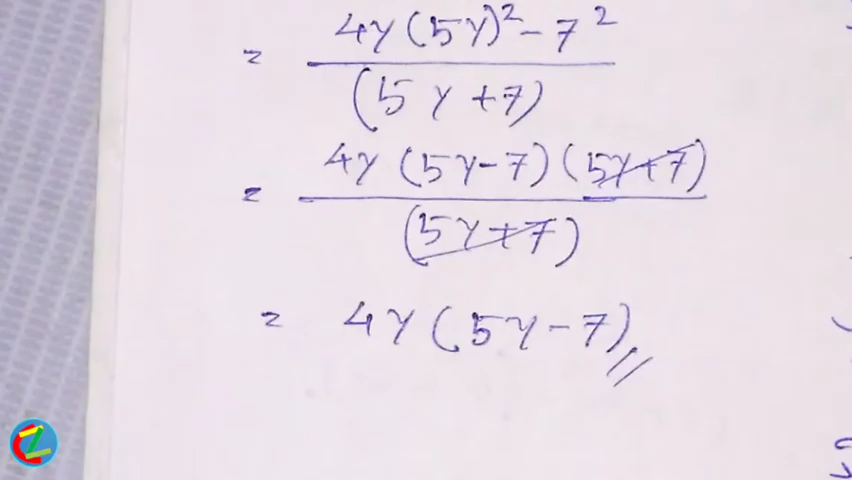 = 4y(5y)² - 7²
(5y+7)
= 4y (5y-7) (5y+7)
(5y+7)
= 4y (5y-7)//